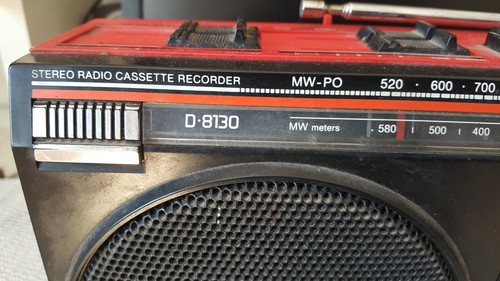 STEREO RADIO CASSETTE RECORDER MW-PO 520 · 600 · 700
D-8130 MW meters · 580 500 400